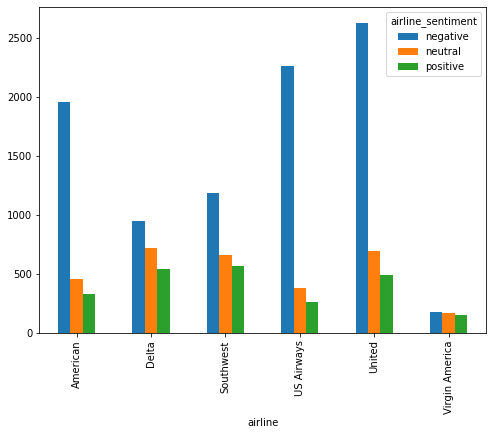 airline_sentiment
negative
neutral
positive
2500
2000
1500
1000
500
0
American
Delta
Southwest
US Airways
United
Virgin America
airline